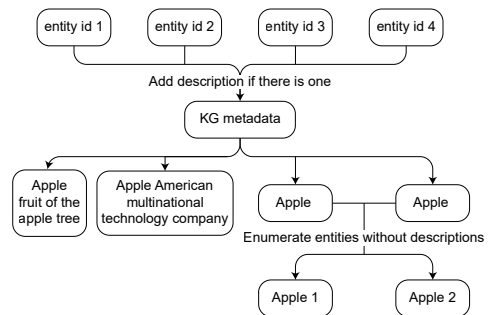 entity id 1
entity id 2
entity id 3
entity id 4
Add description if there is one
KG metadata
Apple
fruit of the
apple tree
Apple American
multinational
technology company
Apple
Apple
Enumerate entities without descriptions
Apple 1
Apple 2